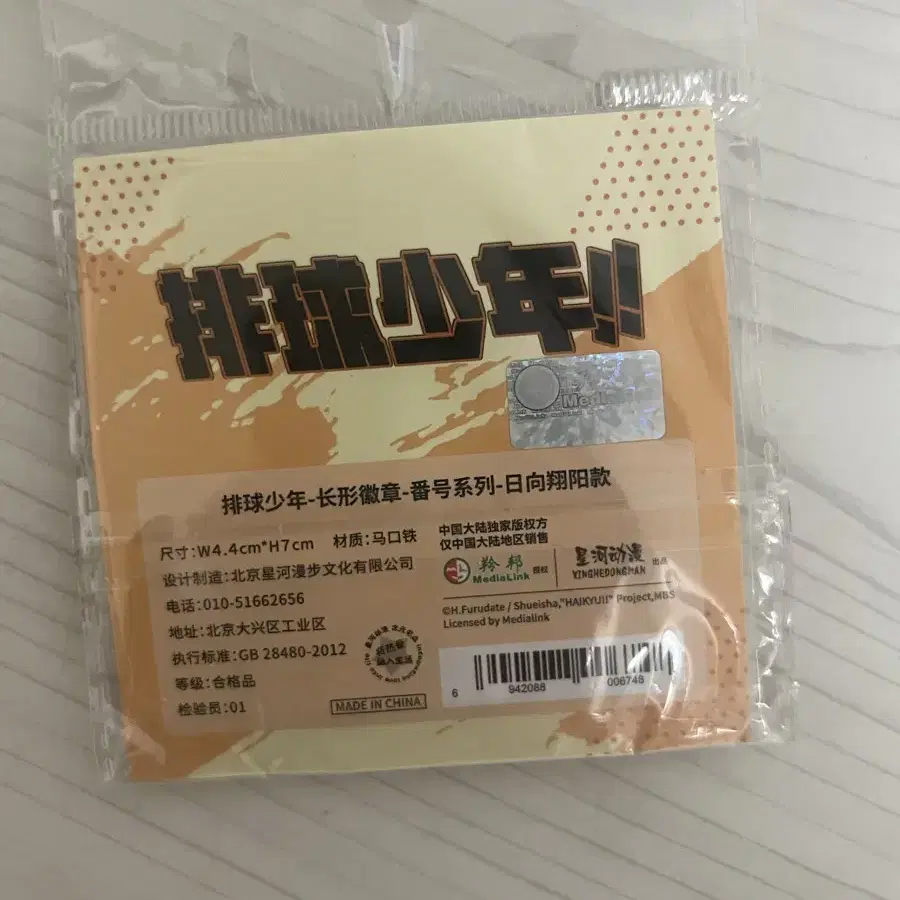 排球少年!!
Media
排球少年-长形徽章-番号系列-日向翔阳款
尺寸:W4.4cm*H7cm 材质:马口铁
设计制造:北京星河漫步文化有限公司
电话:010-51662656
地址:北京大兴区工业区
执行标准:GB 28480-2012
等级:合格品
检验员:01
MADE IN CHINA
中国大陆独家版权方
仅中国大陆地区销售
羚邦
MediaLink
授权
星河动漫
XINGHEDONGMAN
出品
©H.Furudate / Shueisha,"HAIKYU!!" Project,MBS
Licensed by Medialink
6 942088 006748